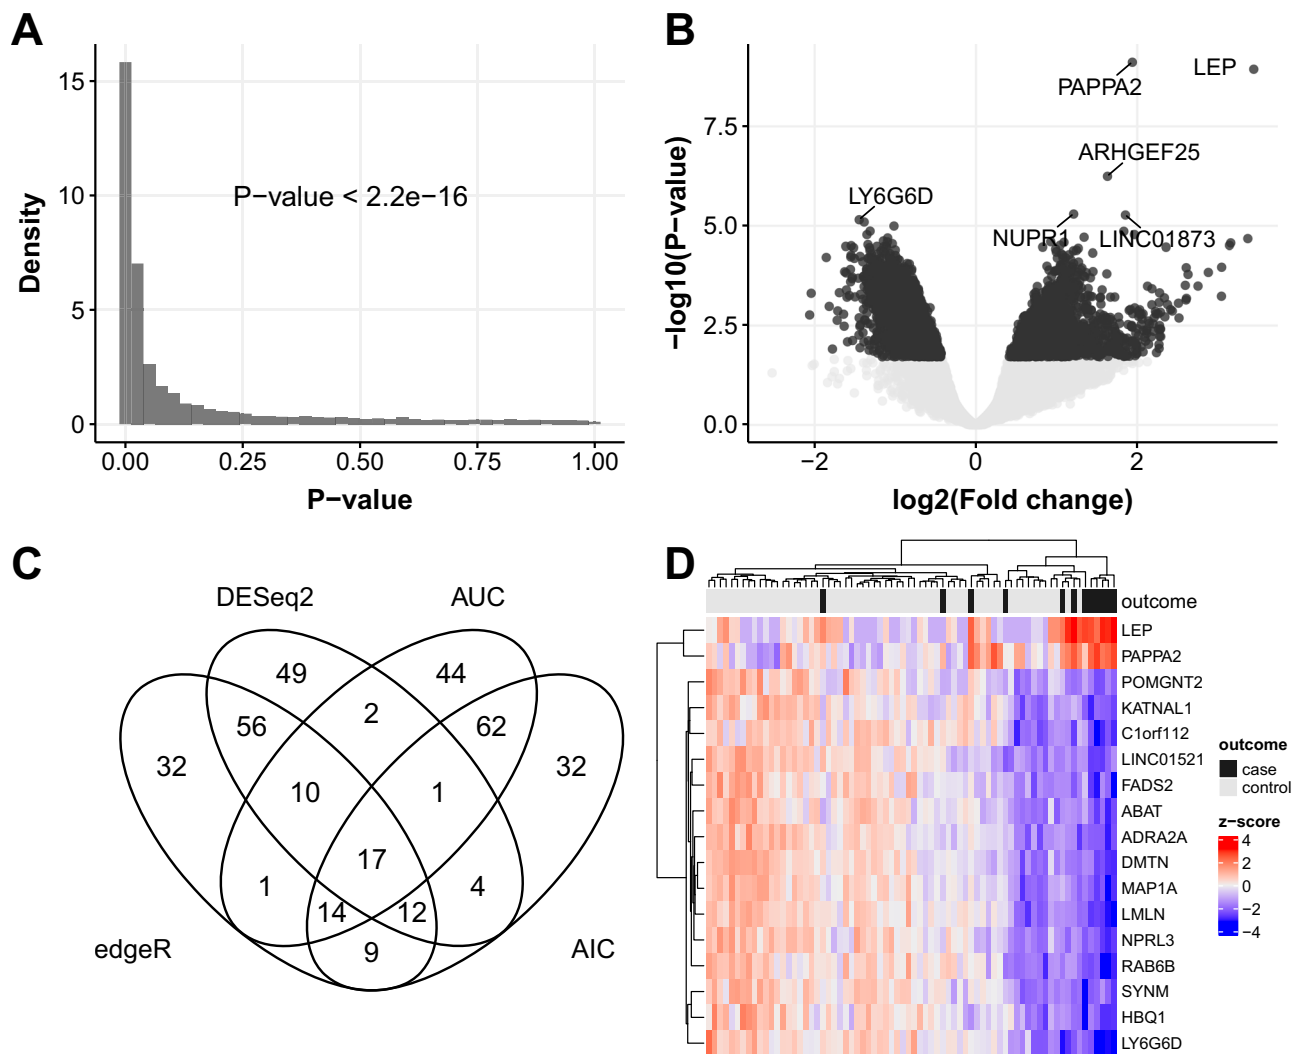 A
15
10
5
0
Density
P−value < 2.2e−16
0.00 0.25 0.50 0.75 1.00
P−value
B
7.5
5.0
2.5
0.0
−log10(P−value)
PAPPA2
LEP
ARHGEF25
LY6G6D
NUPR1
LINC01873
−2 0 2
log2(Fold change)
C
DESeq2
AUC
edgeR
AIC
49
44
56
2
62
32
32
10
1
17
1
4
14
12
9
D
outcome
LEP
PAPPA2
POMGNT2
KATNAL1
C1orf112
LINC01521
FADS2
ABAT
ADRA2A
DMTN
MAP1A
LMLN
NPRL3
RAB6B
SYNM
HBQ1
LY6G6D
outcome
case
control
z−score
4
2
0
−2
−4